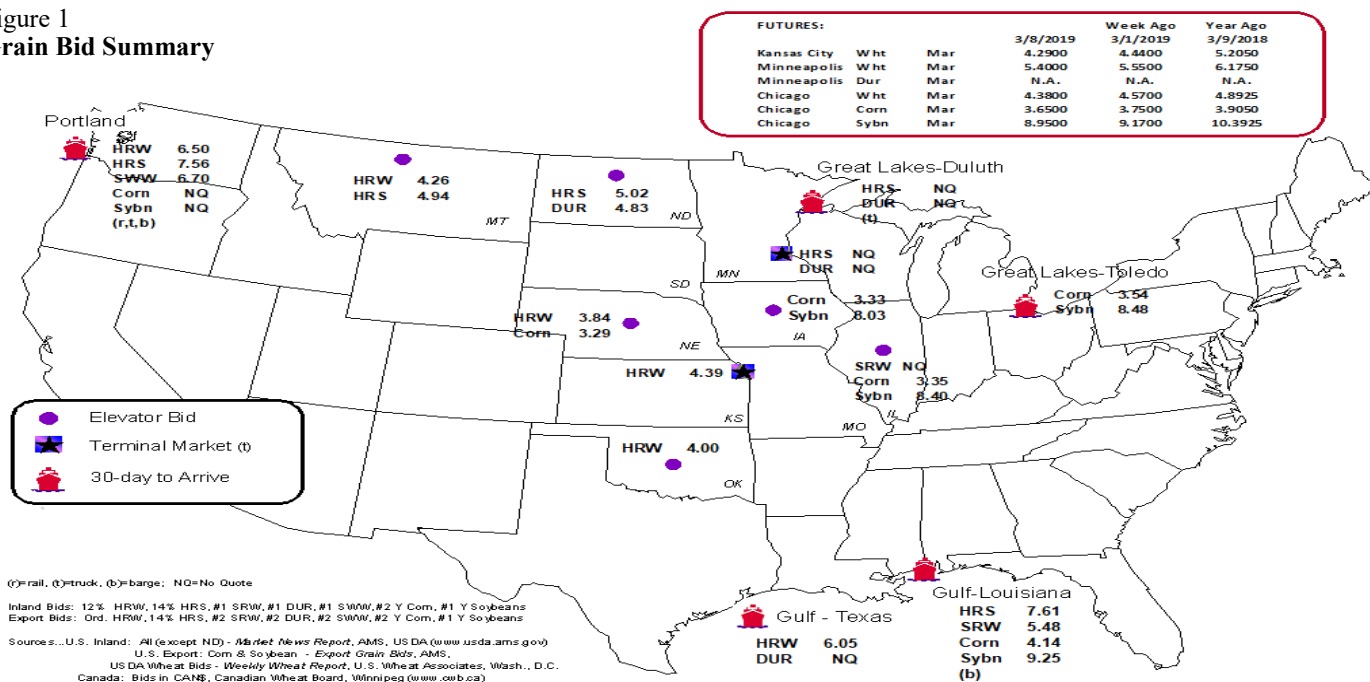 igure 1
rain Bid Summary
FUTURES: Week Ago Year Ago
3/8/2019 3/1/2019 3/9/2018
Kansas City Wht Mar 4.2900 4.4400 5.2050
Minneapolis Wht Mar 5.4000 5.5500 6.1750
Minneapolis Dur Mar N.A. N.A. N.A.
Chicago Wht Mar 4.3800 4.5700 4.8925
Chicago Corn Mar 3.6500 3.7500 3.9050
Chicago Sybn Mar 8.9500 9.1700 10.3925
Portland
HRW 6.50
HRS 7.56
SWW 6.70
Corn NQ
Sybn NQ
(r,t,b)
HRW 4.26
HRS 4.94
MT
HRS 5.02
DUR 4.83
ND
Great Lakes-Duluth
HRS NQ
DUR NQ
(t)
HRS NQ
DUR NQ
MN
SD
Great Lakes-Toledo
Corn 3.54
Sybn 8.48
Corn 3.33
Sybn 8.03
IA
HRW 3.84
Corn 3.29
NE
SRW NQ
Corn 3.35
Sybn 8.40
IL
HRW 4.39
KS
MO
HRW 4.00
OK
Elevator Bid
Terminal Market (t)
30-day to Arrive
Gulf - Texas
HRW 6.05
DUR NQ
Gulf-Louisiana
HRS 7.61
SRW 5.48
Corn 4.14
Sybn 9.25
(b)
(r)=rail, (t)=truck, (b)=barge; NQ=No Quote
Inland Bids: 12% HRW, 14% HRS, #1 SRW, #1 DUR, #1 SWW, #2 Y Corn, #1 Y Soybeans
Export Bids: Ord. HRW, 14% HRS, #2 SRW, #2 DUR, #2 SWW, #2 Y Corn, #1 Y Soybeans
Sources...U.S. Inland: All (except ND) - Market News Report, AMS, USDA (www.usda.ams.gov)
U.S. Export: Corn & Soybean - Export Grain Bids, AMS,
USDA Wheat Bids - Weekly Wheat Report, U.S. Wheat Associates, Wash., D.C.
Canada: Bids in CAN$, Canadian Wheat Board, Winnipeg (www.cwb.ca)